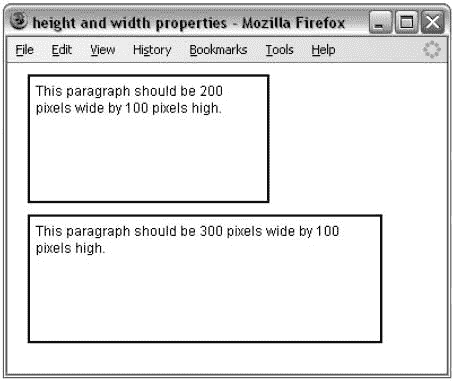 height and width properties - Mozilla Firefox
File Edit View History Bookmarks Tools Help
This paragraph should be 200
pixels wide by 100 pixels high.
This paragraph should be 300 pixels wide by 100
pixels high.